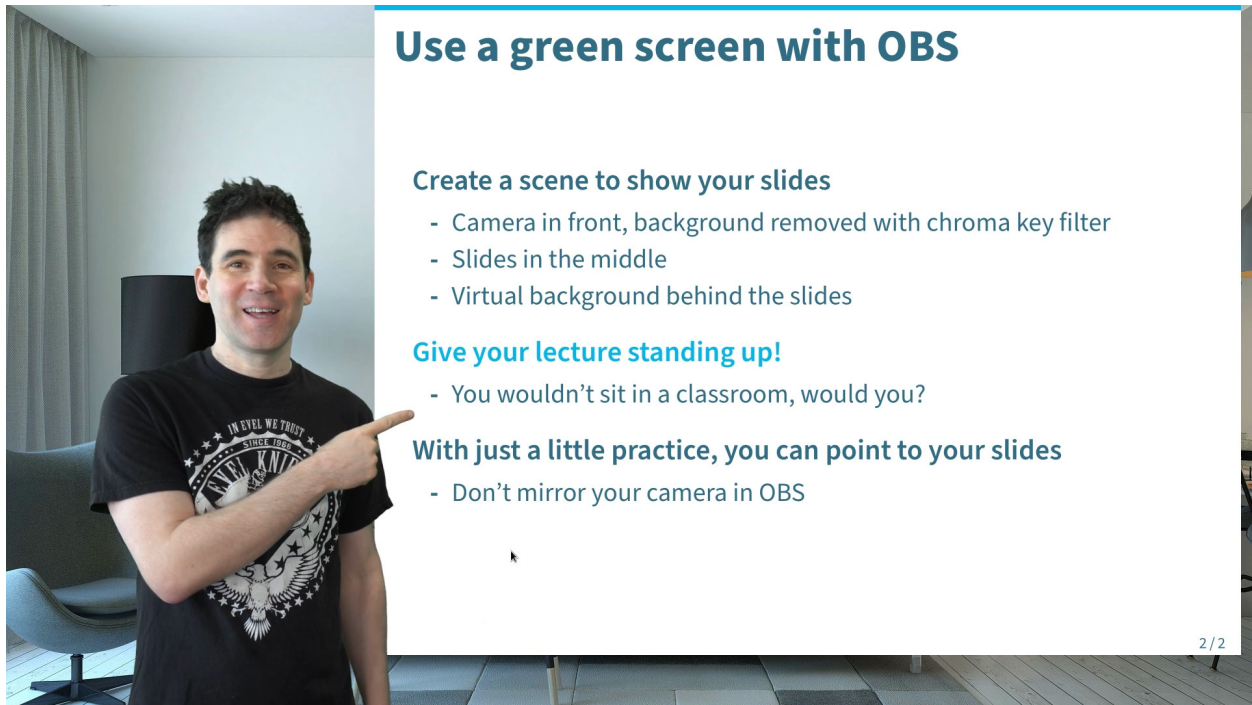 Use a green screen with OBS
Create a scene to show your slides
- Camera in front, background removed with chroma key filter
- Slides in the middle
- Virtual background behind the slides
Give your lecture standing up!
- You wouldn’t sit in a classroom, would you?
With just a little practice, you can point to your slides
- Don’t mirror your camera in OBS
2 / 2
IN EVEL WE TRUST
SINCE 1966
EVEL